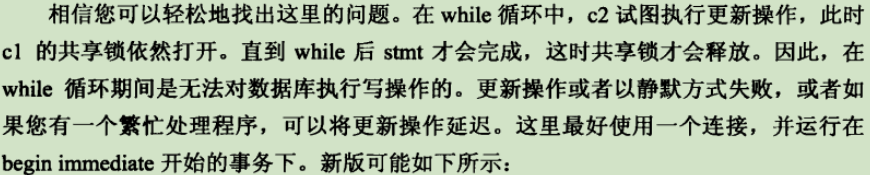 相信您可以轻松地找出这里的问题。在 while 循环中，c2 试图执行更新操作，此时
c1 的共享锁依然打开。直到 while 后 stmt 才会完成，这时共享锁才会释放。因此，在
while 循环期间是无法对数据库执行写操作的。更新操作或者以静默方式失败，或者如
果您有一个繁忙处理程序，可以将更新操作延迟。这里最好使用一个连接，并运行在
begin immediate 开始的事务下。新版可能如下所示：